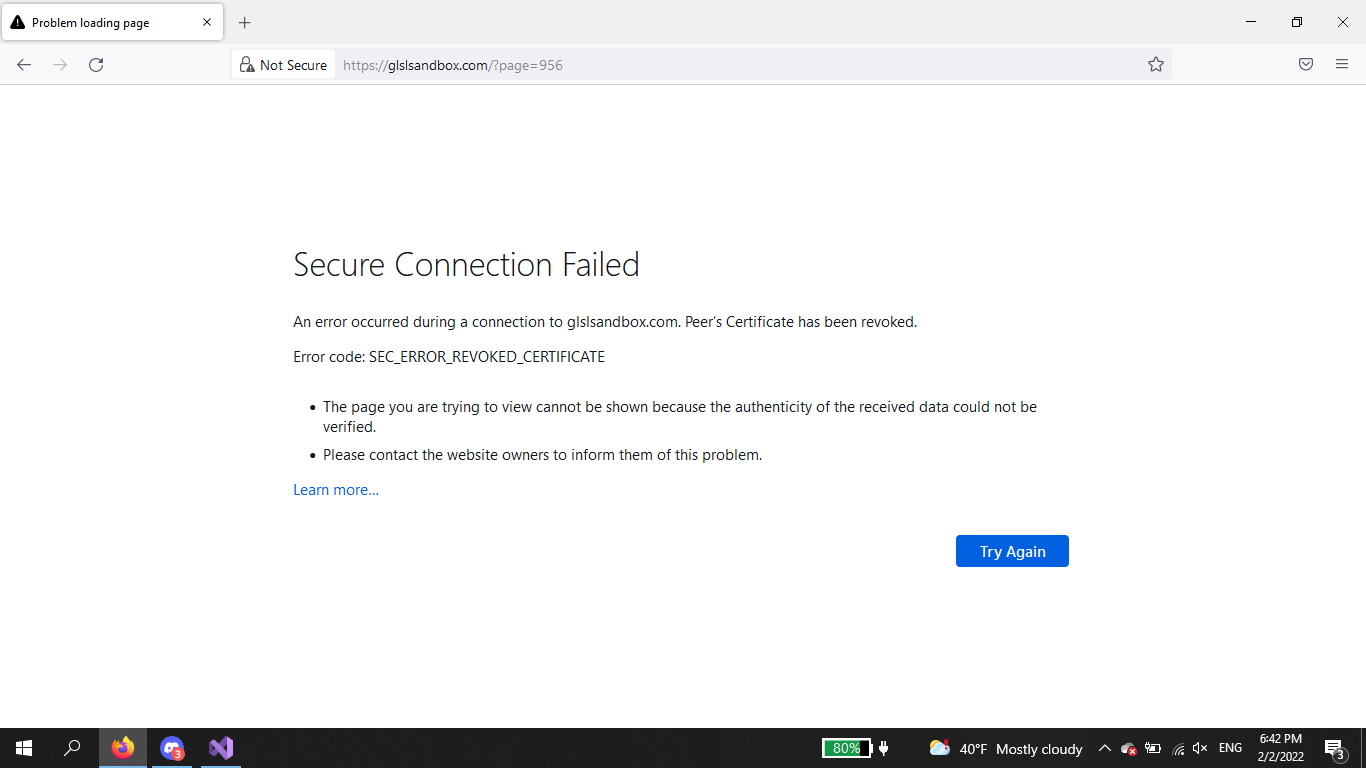 Problem loading page
Not Secure https://glslsandbox.com/?page=956
Secure Connection Failed
An error occurred during a connection to glslsandbox.com. Peer’s Certificate has been revoked.
Error code: SEC_ERROR_REVOKED_CERTIFICATE
• The page you are trying to view cannot be shown because the authenticity of the received data could not be
verified.
• Please contact the website owners to inform them of this problem.
Learn more…
Try Again
3
80%
40°F Mostly cloudy
ENG
6:42 PM
2/2/2022
3